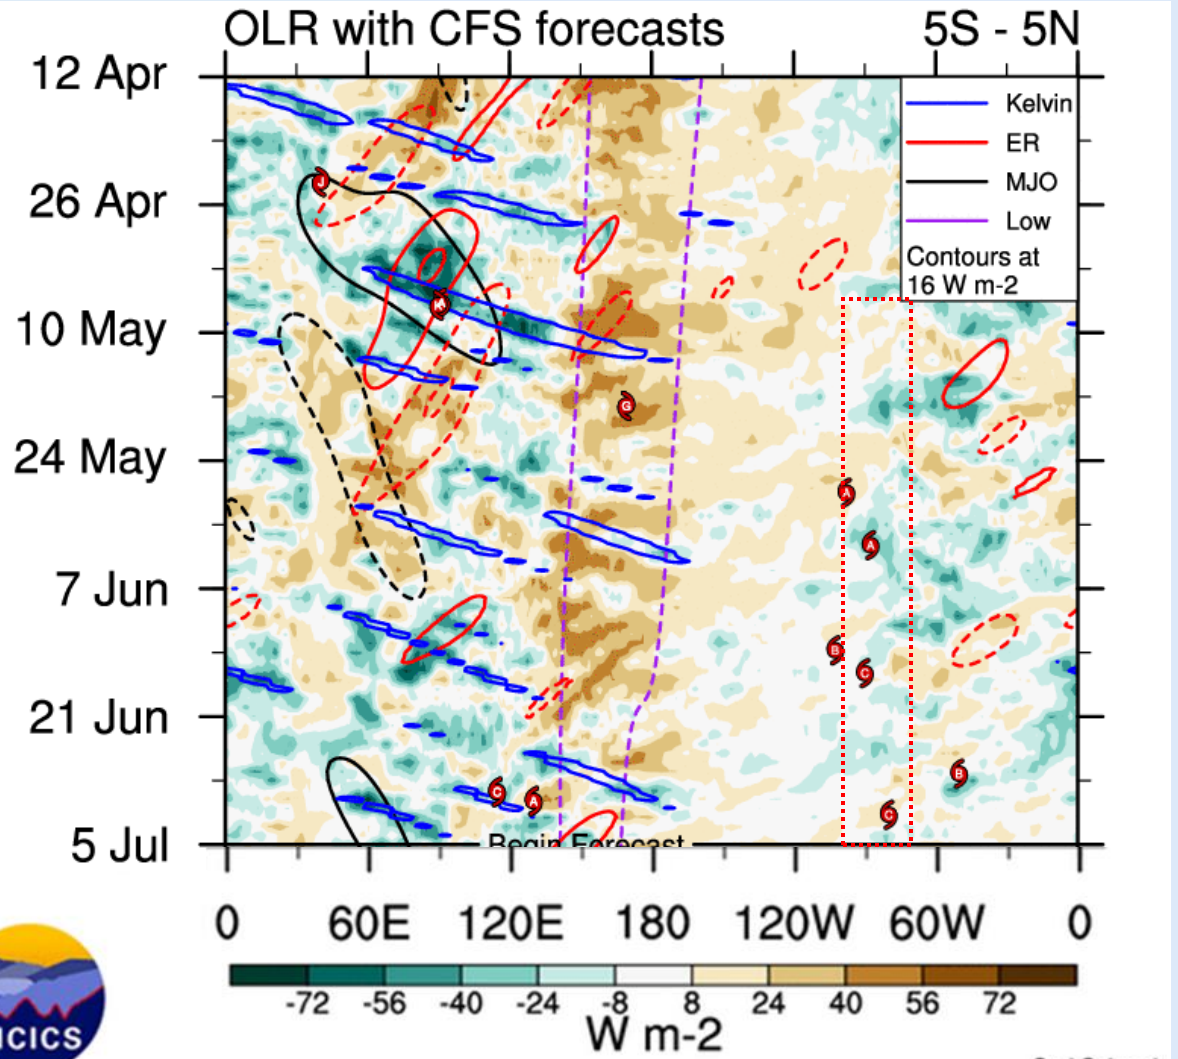 OLR with CFS forecasts 5S - 5N
12 Apr
26 Apr
10 May
24 May
7 Jun
21 Jun
5 Jul
Kelvin
ER
MJO
Low
Contours at
16 W m-2
J
K
G
A
A
B
C
B
C
A
C
Begin Forecast
0 60E 120E 180 120W 60W 0
-72 -56 -40 -24 -8 8 24 40 56 72
W m-2
CICS